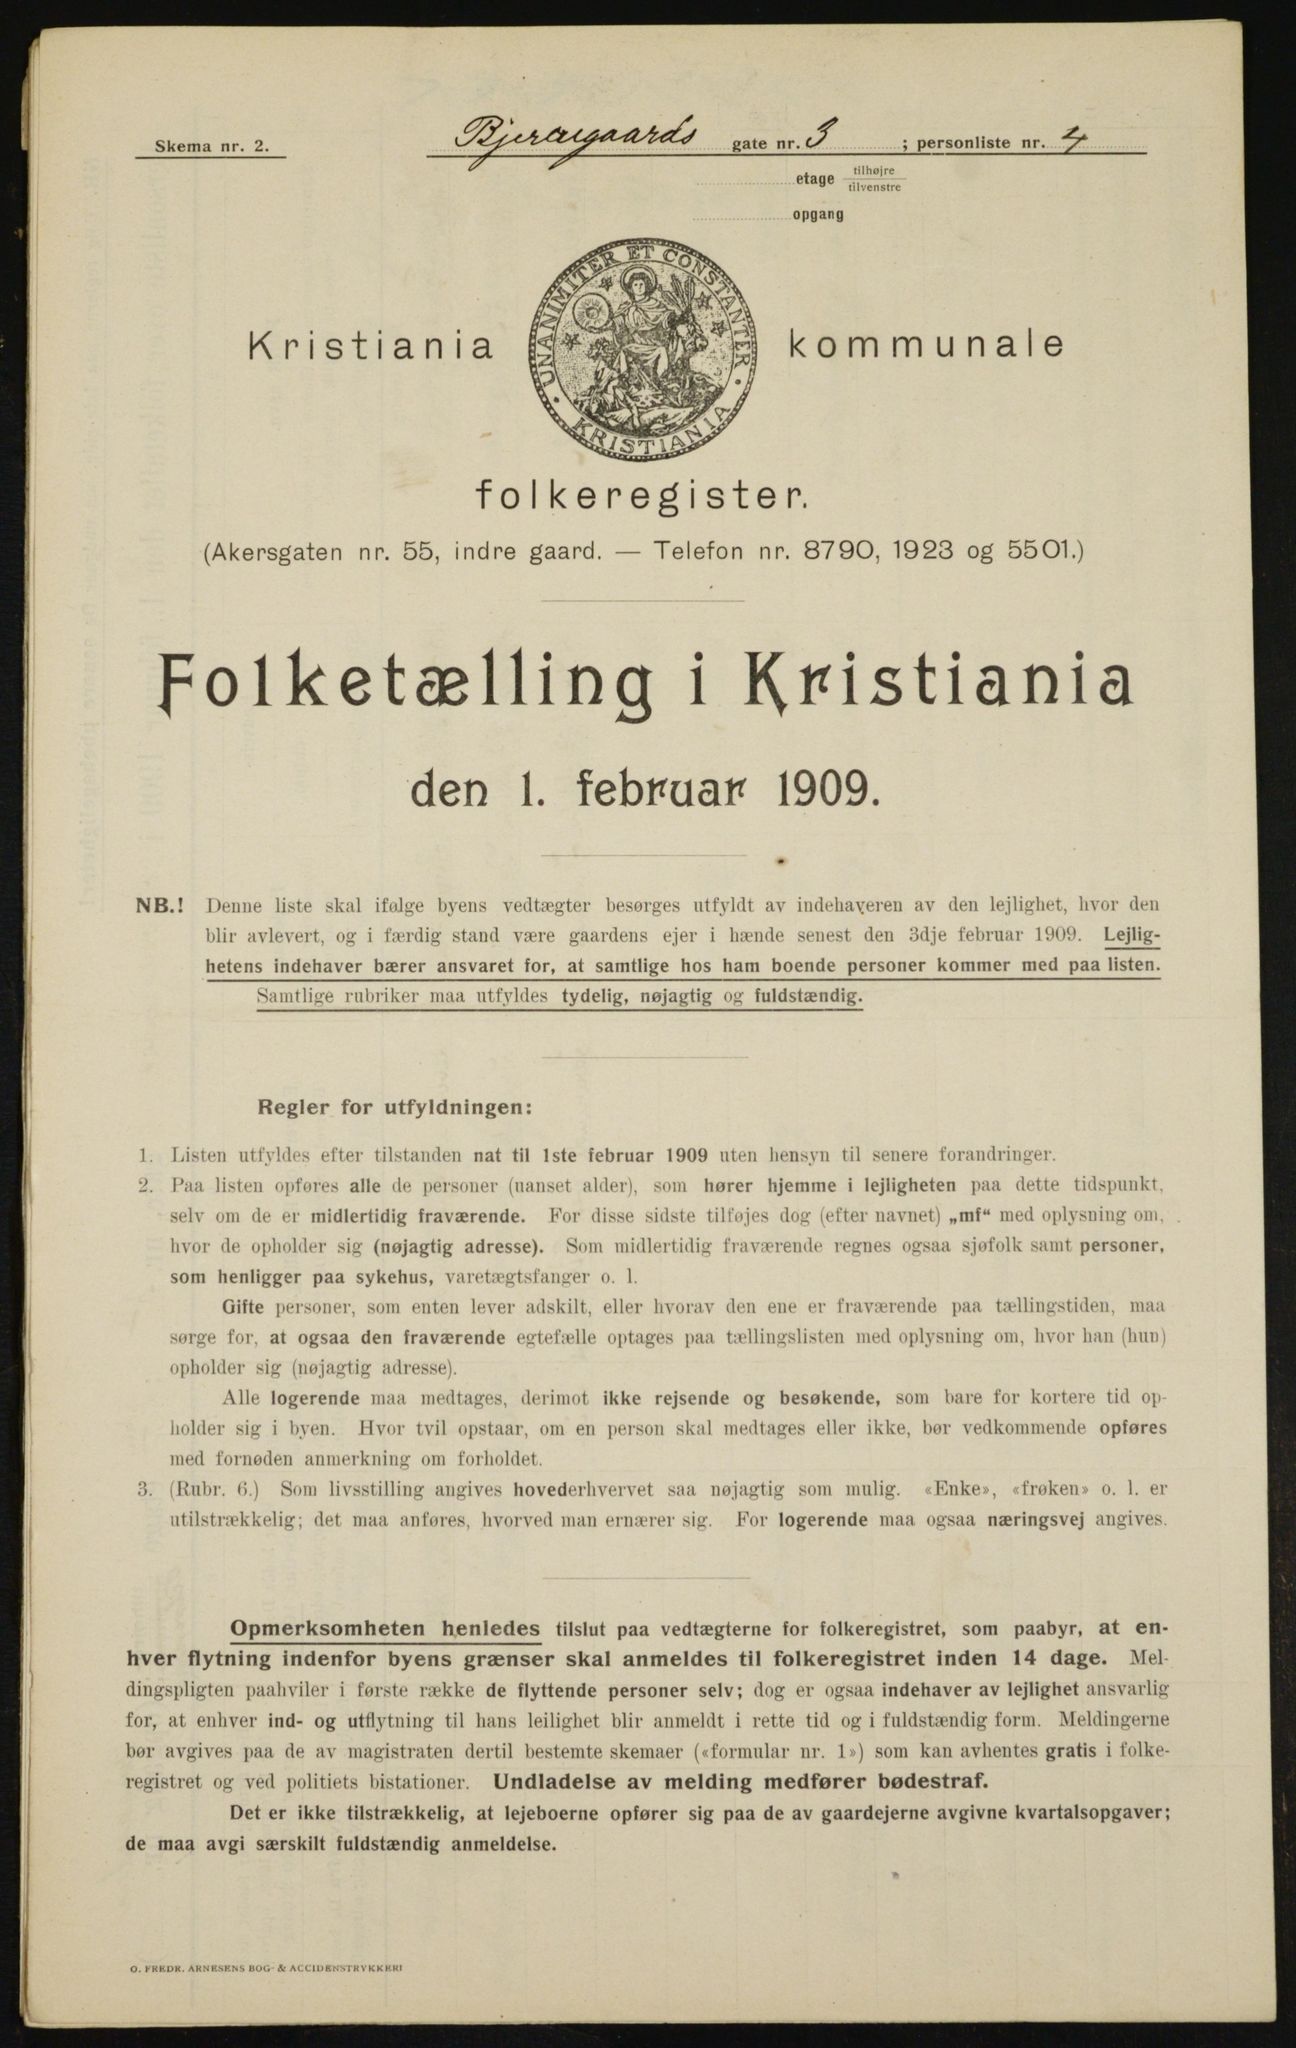 Skema nr. 2.
Bjerregaards gate nr. 3 ; personliste nr. 4
etage tilhøjre
tilvenstre
opgang
UNANIMITER ET CONSTANTER
KRISTIANIA
Kristiania kommunale
folkeregister.
(Akersgaten nr. 55, indre gaard. — Telefon nr. 8790, 1923 og 5501.)
Folketælling i Kristiania
den 1. februar 1909.
NB.! Denne liste skal ifølge byens vedtægter besørges utfyldt av indehaveren av den lejlighet, hvor den
blir avlevert, og i færdig stand være gaardens ejer i hænde senest den 3dje februar 1909. Lejlig-
hetens indehaver bærer ansvaret for, at samtlige hos ham boende personer kommer med paa listen.
Samtlige rubriker maa utfyldes tydelig, nøjagtig og fuldstændig.
Regler for utfyldningen:
1. Listen utfyldes efter tilstanden nat til 1ste februar 1909 uten hensyn til senere forandringer.
2. Paa listen opføres alle de personer (uanset alder), som hører hjemme i lejligheten paa dette tidspunkt,
selv om de er midlertidig fraværende. For disse sidste tilføjes dog (efter navnet) „mf“ med oplysning om,
hvor de opholder sig (nøjagtig adresse). Som midlertidig fraværende regnes ogsaa sjøfolk samt personer,
som henligger paa sykehus, varetægtsfanger o. l.
Gifte personer, som enten lever adskilt, eller hvorav den ene er fraværende paa tællingstiden, maa
sørge for, at ogsaa den fraværende egtefælle optages paa tællingslisten med oplysning om, hvor han (hun)
opholder sig (nøjagtig adresse).
Alle logerende maa medtages, derimot ikke rejsende og besøkende, som bare for kortere tid op-
holder sig i byen. Hvor tvil opstaar, om en person skal medtages eller ikke, bør vedkommende opføres
med fornøden anmerkning om forholdet.
3. (Rubr. 6.) Som livsstilling angives hovederhvervet saa nøjagtig som mulig. «Enke», «frøken» o. l. er
utilstrækkelig; det maa anføres, hvorved man ernærer sig. For logerende maa ogsaa næringsvej angives.
Opmerksomheten henledes tilslut paa vedtægterne for folkeregistret, som paabyr, at en-
hver flytning indenfor byens grænser skal anmeldes til folkeregistret inden 14 dage. Mel-
dingspligten paahviler i første række de flyttende personer selv; dog er ogsaa indehaver av lejlighet ansvarlig
for, at enhver ind- og utflytning til hans leilighet blir anmeldt i rette tid og i fuldstændig form. Meldingerne
bør avgives paa de av magistraten dertil bestemte skemaer («formular nr. 1») som kan avhentes gratis i folke-
registret og ved politiets bistationer. Undladelse av melding medfører bødestraf.
Det er ikke tilstrækkelig, at lejeboerne opfører sig paa de av gaardejerne avgivne kvartalsopgaver;
de maa avgi særskilt fuldstændig anmeldelse.
O. FREDR. ARNESENS BOG- & ACCIDENSTRYKKERI